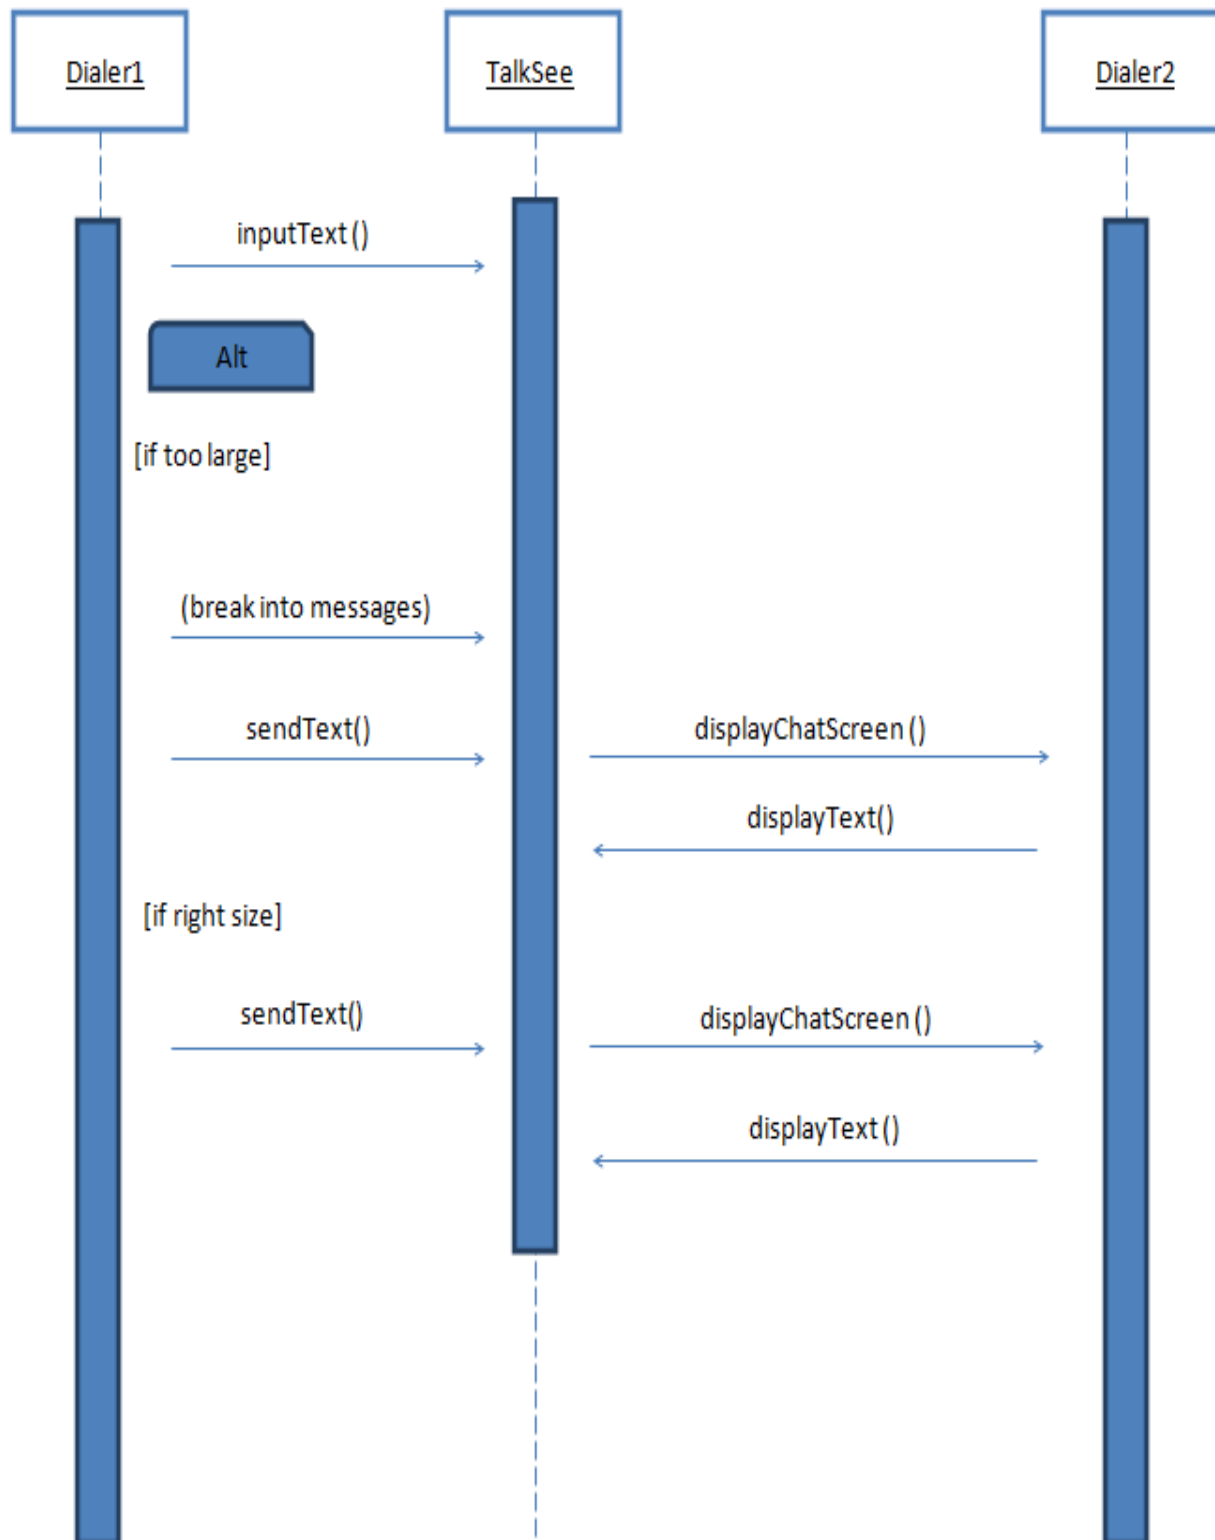 Dialer1
TalkSee
Dialer2
inputText ()
Alt
[if too large]
(break into messages)
sendText()
displayChatScreen ()
displayText()
[if right size]
sendText()
displayChatScreen ()
displayText ()